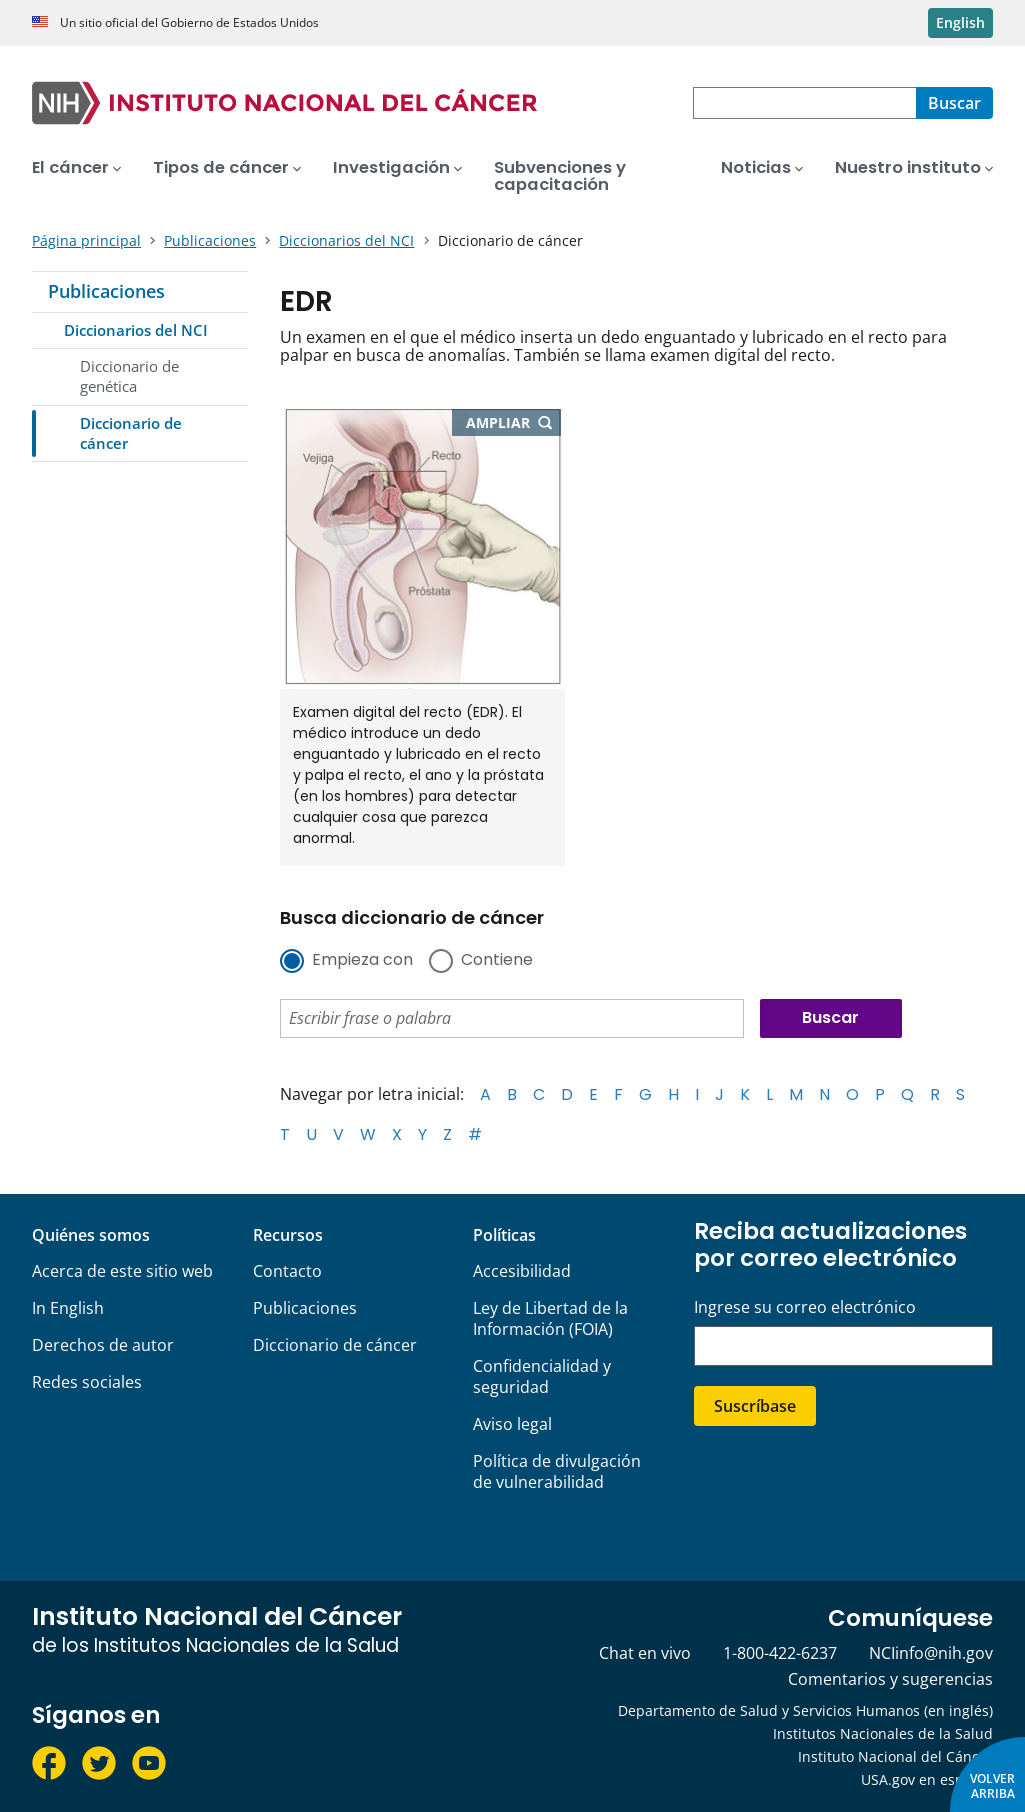 Un sitio oficial del Gobierno de Estados Unidos
English
NIH INSTITUTO NACIONAL DEL CÁNCER
Buscar
El cáncer
Tipos de cáncer
Investigación
Subvenciones y
capacitación
Noticias
Nuestro instituto
Página principal
Publicaciones
Diccionarios del NCI
Diccionario de cáncer
Publicaciones
Diccionarios del NCI
Diccionario de
genética
Diccionario de
cáncer
EDR
Un examen en el que el médico inserta un dedo enguantado y lubricado en el recto para
palpar en busca de anomalías. También se llama examen digital del recto.
AMPLIAR
Vejiga
Recto
Próstata
Examen digital del recto (EDR). El
médico introduce un dedo
enguantado y lubricado en el recto
y palpa el recto, el ano y la próstata
(en los hombres) para detectar
cualquier cosa que parezca
anormal.
Busca diccionario de cáncer
Empieza con
Contiene
Escribir frase o palabra
Buscar
Navegar por letra inicial: A B C D E F G H I J K L M N O P Q R S
T U V W X Y Z #
Quiénes somos
Acerca de este sitio web
In English
Derechos de autor
Redes sociales
Recursos
Contacto
Publicaciones
Diccionario de cáncer
Políticas
Accesibilidad
Ley de Libertad de la
Información (FOIA)
Confidencialidad y
seguridad
Aviso legal
Política de divulgación
de vulnerabilidad
Reciba actualizaciones
por correo electrónico
Ingrese su correo electrónico
Suscríbase
Instituto Nacional del Cáncer
de los Institutos Nacionales de la Salud
Síganos en
Comuníquese
Chat en vivo
1-800-422-6237
NCIinfo@nih.gov
Comentarios y sugerencias
Departamento de Salud y Servicios Humanos (en inglés)
Institutos Nacionales de la Salud
Instituto Nacional del
USA.gov en
VOLVER
ARRIBA